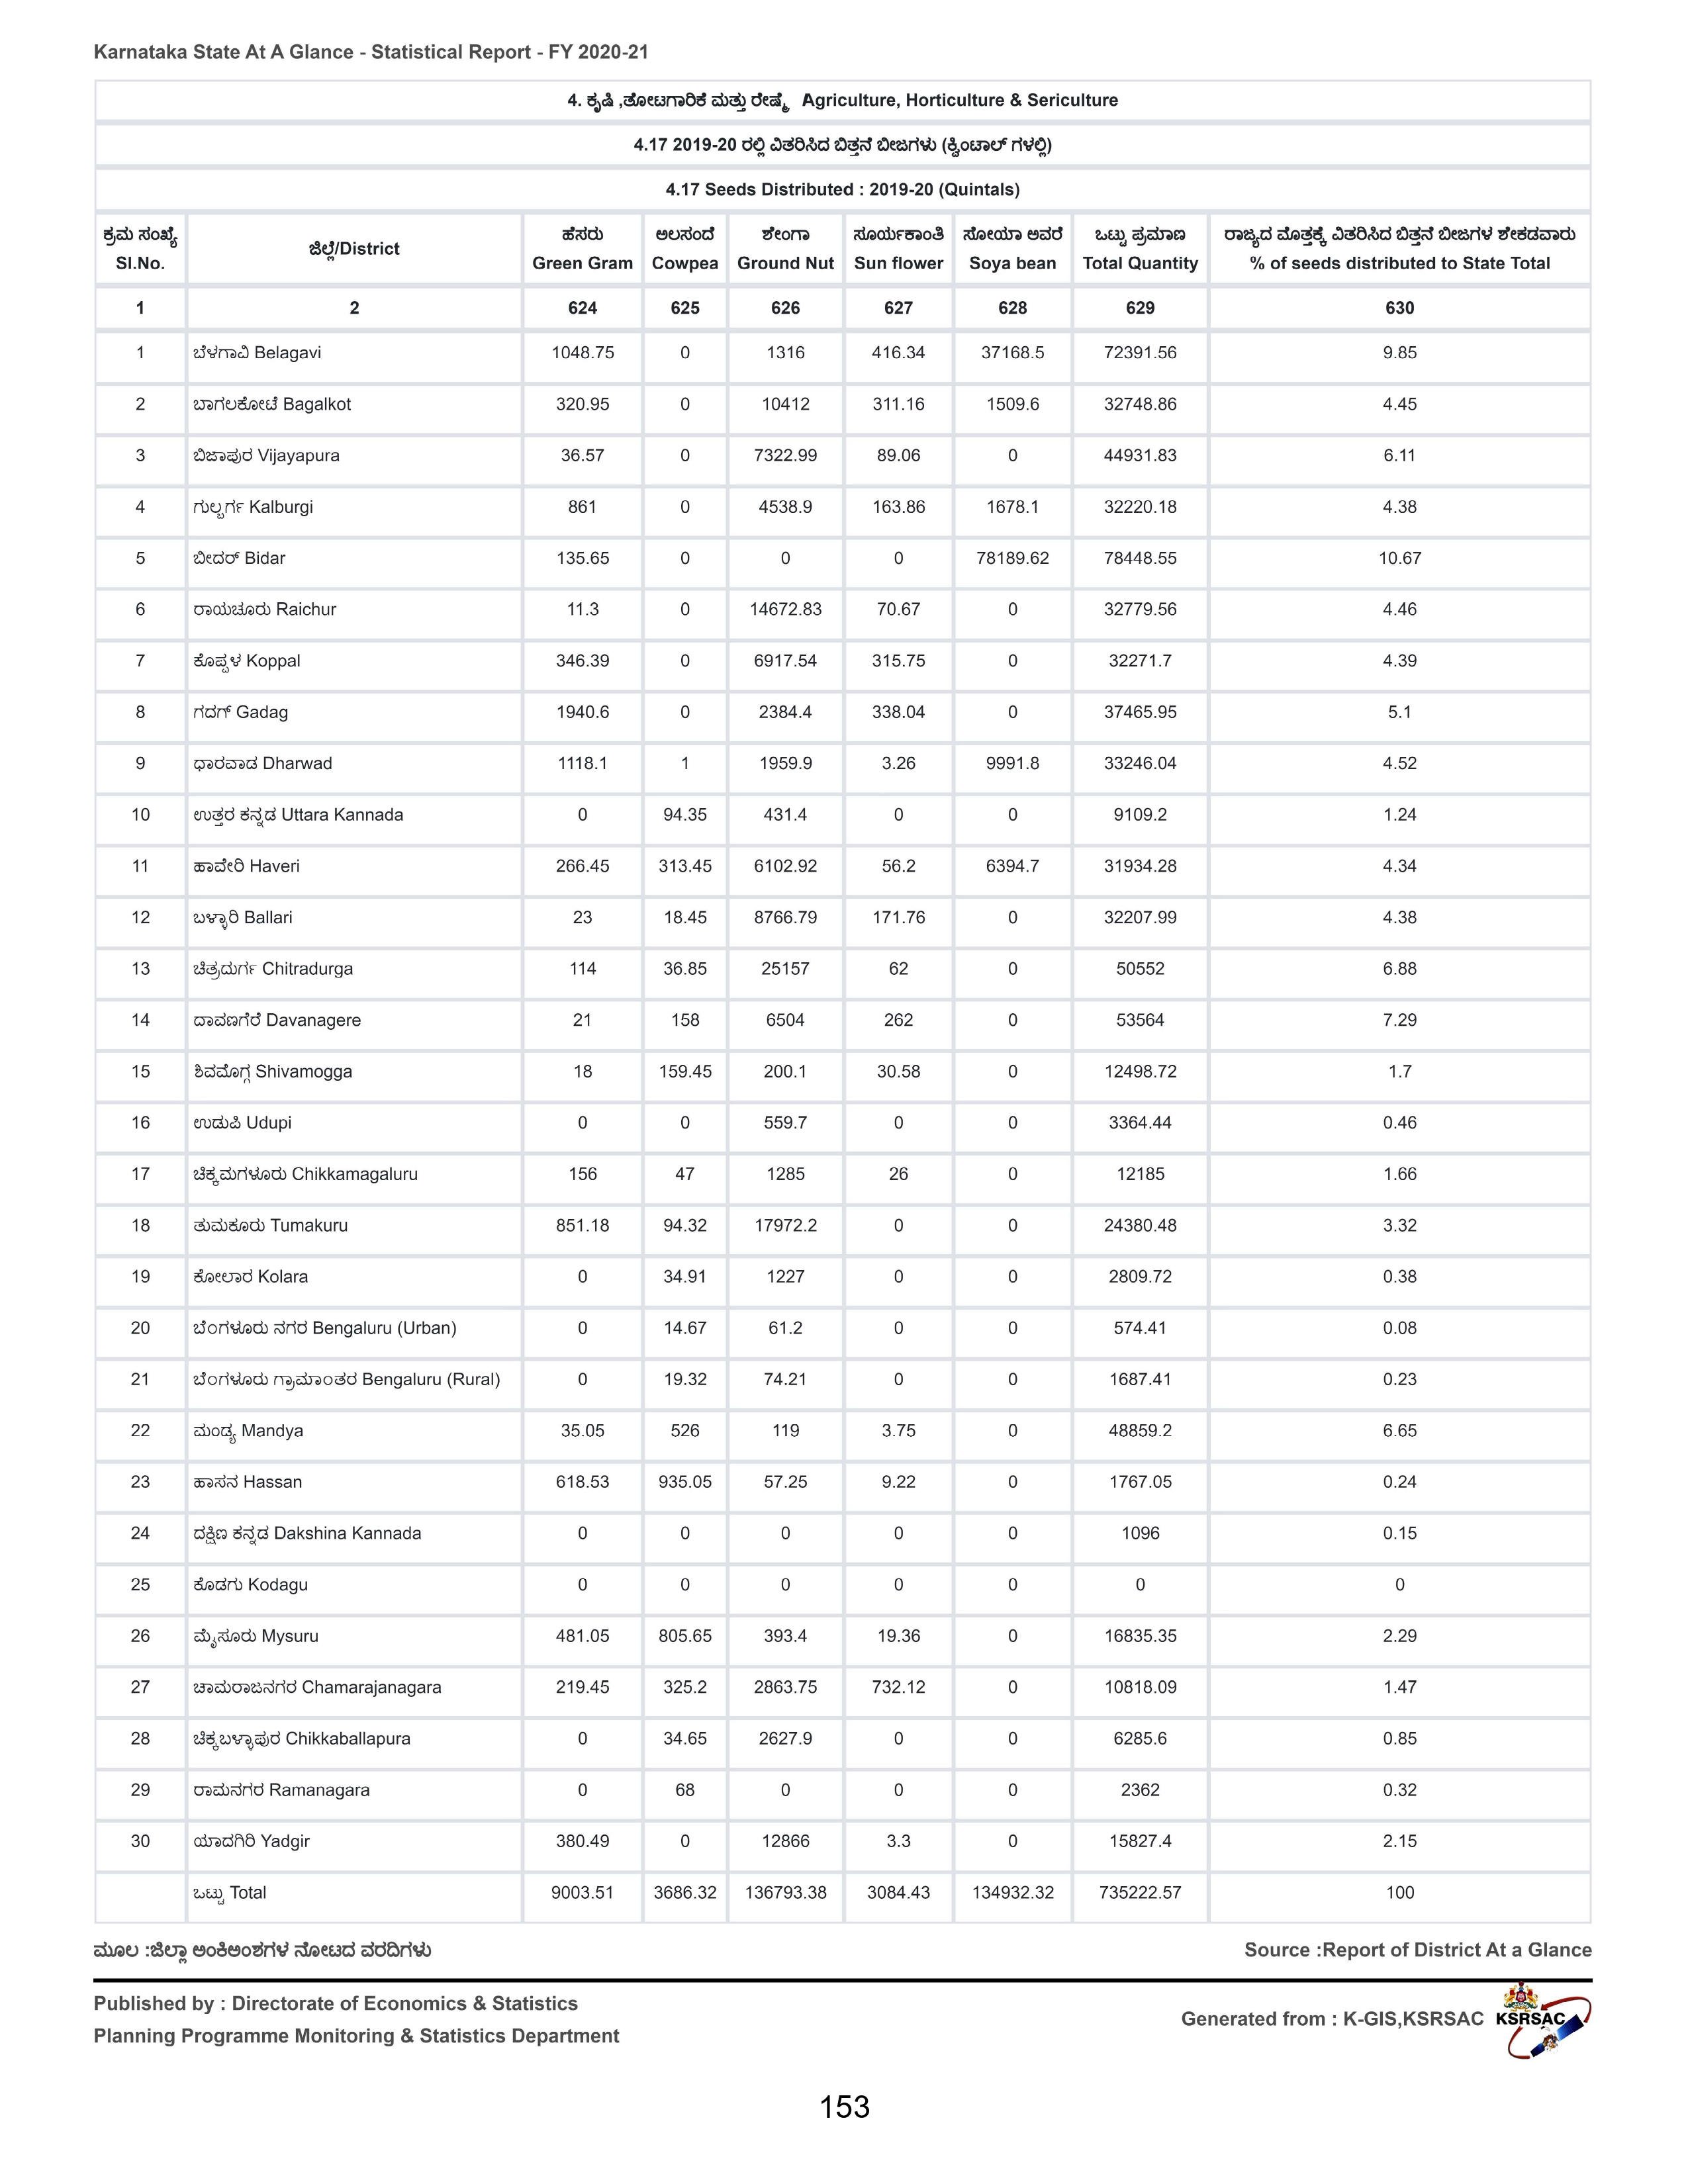 Karnataka State At A Glance - Statistical Report - FY 2020-21
4. ಕೃಷಿ ,ತೋಟಗಾರಿಕೆ ಮತ್ತು ರೇಷ್ಮೆ Agriculture, Horticulture & Sericulture
4.17 2019-20 ರಲ್ಲಿ ವಿತರಿಸಿದ ಬಿತ್ತನೆ ಬೀಜಗಳು (ಕ್ವಿಂಟಾಲ್ ಗಳಲ್ಲಿ)
4.17 Seeds Distributed : 2019-20 (Quintals)
ಕ್ರಮ ಸಂಖ್ಯೆ ಜಿಲ್ಲೆ/District ಹೆಸರು ಅಲಸಂದೆ ಶೇಂಗಾ ಸೂರ್ಯಕಾಂತಿ ಸೋಯಾ ಅವರೆ ಒಟ್ಟು ಪ್ರಮಾಣ ರಾಜ್ಯದ ಮೊತ್ತಕ್ಕೆ ವಿತರಿಸಿದ ಬಿತ್ತನೆ ಬೀಜಗಳ ಶೇಕಡವಾರು
Sl.No. Green Gram Cowpea Ground Nut Sun flower Soya bean Total Quantity % of seeds distributed to State Total
1 2 624 625 626 627 628 629 630
1 ಬೆಳಗಾವಿ Belagavi 1048.75 0 1316 416.34 37168.5 72391.56 9.85
2 ಬಾಗಲಕೋಟೆ Bagalkot 320.95 0 10412 311.16 1509.6 32748.86 4.45
3 ಬಿಜಾಪುರ Vijayapura 36.57 0 7322.99 89.06 0 44931.83 6.11
4 ಗುಲ್ಬರ್ಗ Kalburgi 861 0 4538.9 163.86 1678.1 32220.18 4.38
5 ಬೀದರ್ Bidar 135.65 0 0 0 78189.62 78448.55 10.67
6 ರಾಯಚೂರು Raichur 11.3 0 14672.83 70.67 0 32779.56 4.46
7 ಕೊಪ್ಪಳ Koppal 346.39 0 6917.54 315.75 0 32271.7 4.39
8 ಗದಗ್ Gadag 1940.6 0 2384.4 338.04 0 37465.95 5.1
9 ಧಾರವಾಡ Dharwad 1118.1 1 1959.9 3.26 9991.8 33246.04 4.52
10 ಉತ್ತರ ಕನ್ನಡ Uttara Kannada 0 94.35 431.4 0 0 9109.2 1.24
11 ಹಾವೇರಿ Haveri 266.45 313.45 6102.92 56.2 6394.7 31934.28 4.34
12 ಬಳ್ಳಾರಿ Ballari 23 18.45 8766.79 171.76 0 32207.99 4.38
13 ಚಿತ್ರದುರ್ಗ Chitradurga 114 36.85 25157 62 0 50552 6.88
14 ದಾವಣಗೆರೆ Davanagere 21 158 6504 262 0 53564 7.29
15 ಶಿವಮೊಗ್ಗ Shivamogga 18 159.45 200.1 30.58 0 12498.72 1.7
16 ಉಡುಪಿ Udupi 0 0 559.7 0 0 3364.44 0.46
17 ಚಿಕ್ಕಮಗಳೂರು Chikkamagaluru 156 47 1285 26 0 12185 1.66
18 ತುಮಕೂರು Tumakuru 851.18 94.32 17972.2 0 0 24380.48 3.32
19 ಕೋಲಾರ Kolara 0 34.91 1227 0 0 2809.72 0.38
20 ಬೆಂಗಳೂರು ನಗರ Bengaluru (Urban) 0 14.67 61.2 0 0 574.41 0.08
21 ಬೆಂಗಳೂರು ಗ್ರಾಮಾಂತರ Bengaluru (Rural) 0 19.32 74.21 0 0 1687.41 0.23
22 ಮಂಡ್ಯ Mandya 35.05 526 119 3.75 0 48859.2 6.65
23 ಹಾಸನ Hassan 618.53 935.05 57.25 9.22 0 1767.05 0.24
24 ದಕ್ಷಿಣ ಕನ್ನಡ Dakshina Kannada 0 0 0 0 0 1096 0.15
25 ಕೊಡಗು Kodagu 0 0 0 0 0 0 0
26 ಮೈಸೂರು Mysuru 481.05 805.65 393.4 19.36 0 16835.35 2.29
27 ಚಾಮರಾಜನಗರ Chamarajanagara 219.45 325.2 2863.75 732.12 0 10818.09 1.47
28 ಚಿಕ್ಕಬಳ್ಳಾಪುರ Chikkaballapura 0 34.65 2627.9 0 0 6285.6 0.85
29 ರಾಮನಗರ Ramanagara 0 68 0 0 0 2362 0.32
30 ಯಾದಗಿರಿ Yadgir 380.49 0 12866 3.3 0 15827.4 2.15
ಒಟ್ಟು Total 9003.51 3686.32 136793.38 3084.43 134932.32 735222.57 100
ಮೂಲ :ಜಿಲ್ಲಾ ಅಂಕಿಅಂಶಗಳ ನೋಟದ ವರದಿಗಳು Source :Report of District At a Glance
Published by : Directorate of Economics & Statistics
Planning Programme Monitoring & Statistics Department
Generated from : K-GIS,KSRSAC KSRSAC
153